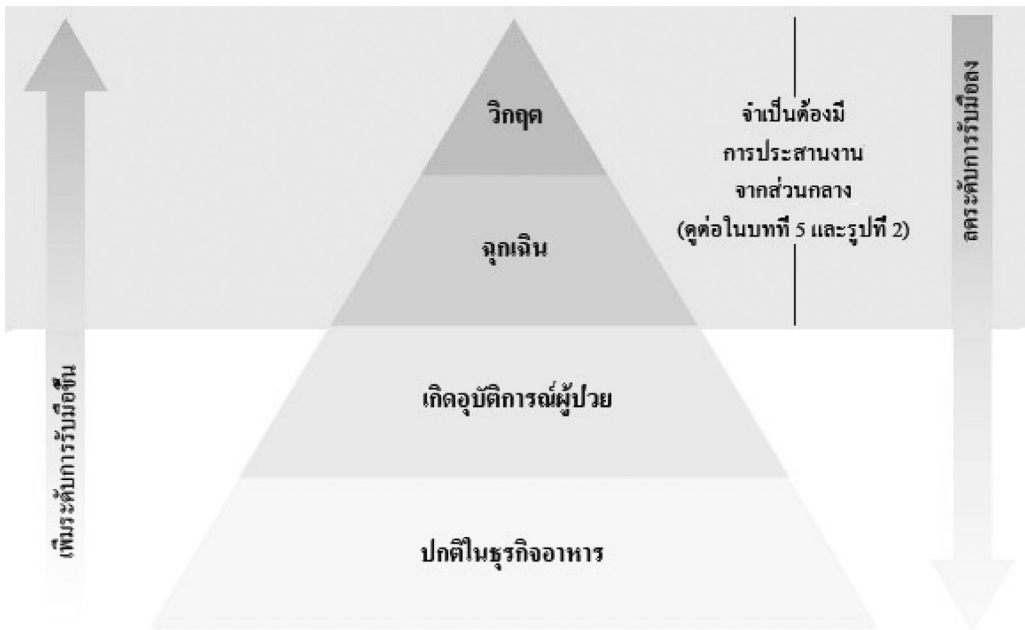 วิกฤต
ฉุกเฉิน
เกิดอุบัติการณ์ผู้ป่วย
ปกติในธุรกิจอาหาร
จำเป็นต้องมี
การประสานงาน
จากส่วนกลาง
(ดูต่อในบทที่ 5 และรูปที่ 2)
เพิ่มระดับการรับมือขึ้น
ลดระดับการรับมือลง